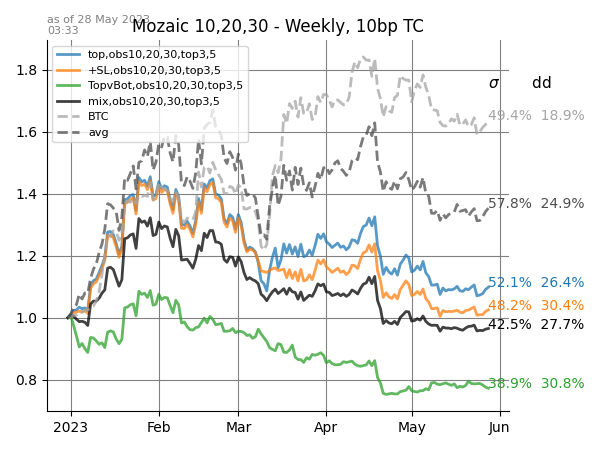 as of 28 May 2023
03:33
Mozaic 10,20,30 - Weekly, 10bp TC
top,obs10,20,30,top3,5
+SL,obs10,20,30,top3,5
TopvBot,obs10,20,30,top3,5
mix,obs10,20,30,top3,5
BTC
avg
σ dd
49.4% 18.9%
57.8% 24.9%
52.1% 26.4%
48.2% 30.4%
42.5% 27.7%
38.9% 30.8%
1.8
1.6
1.4
1.2
1.0
0.8
2023 Feb Mar Apr May Jun